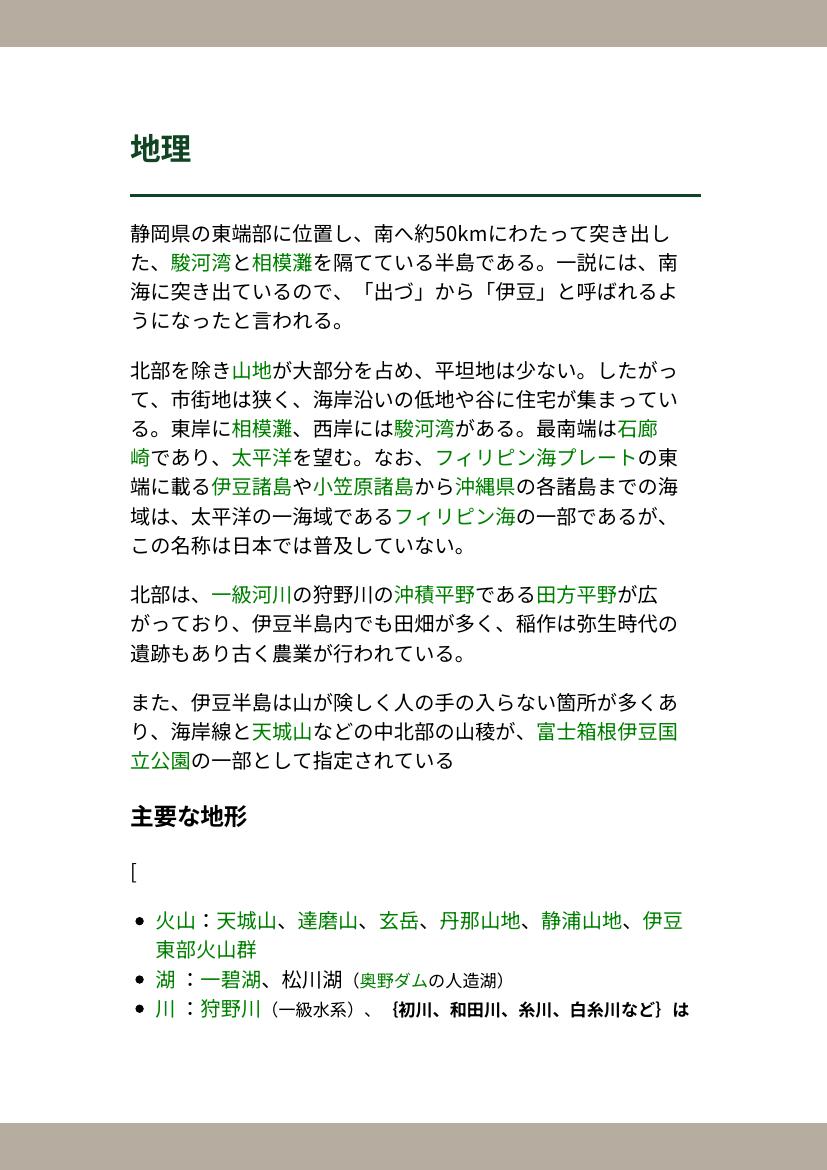 地理
静岡県の東端部に位置し、南へ約50kmにわたって突き出し
た、駿河湾と相模灘を隔てている半島である。一説には、南
海に突き出ているので、「出づ」から「伊豆」と呼ばれるよ
うになったと言われる。
北部を除き山地が大部分を占め、平坦地は少ない。したがっ
て、市街地は狭く、海岸沿いの低地や谷に住宅が集まってい
る。東岸に相模灘、西岸には駿河湾がある。最南端は石廊
崎であり、太平洋を望む。なお、フィリピン海プレートの東
端に載る伊豆諸島や小笠原諸島から沖縄県の各諸島までの海
域は、太平洋の一海域であるフィリピン海の一部であるが、
この名称は日本では普及していない。
北部は、一級河川の狩野川の沖積平野である田方平野が広
がっており、伊豆半島内でも田畑が多く、稲作は弥生時代の
遺跡もあり古く農業が行われている。
また、伊豆半島は山が険しく人の手の入らない箇所が多くあ
り、海岸線と天城山などの中北部の山稜が、富士箱根伊豆国
立公園の一部として指定されている
主要な地形
[
• 火山：天城山、達磨山、玄岳、丹那山地、静浦山地、伊豆
東部火山群
• 湖 ：一碧湖、松川湖（奥野ダムの人造湖）
• 川 ：狩野川（一級水系）、｛初川、和田川、糸川、白糸川など｝は